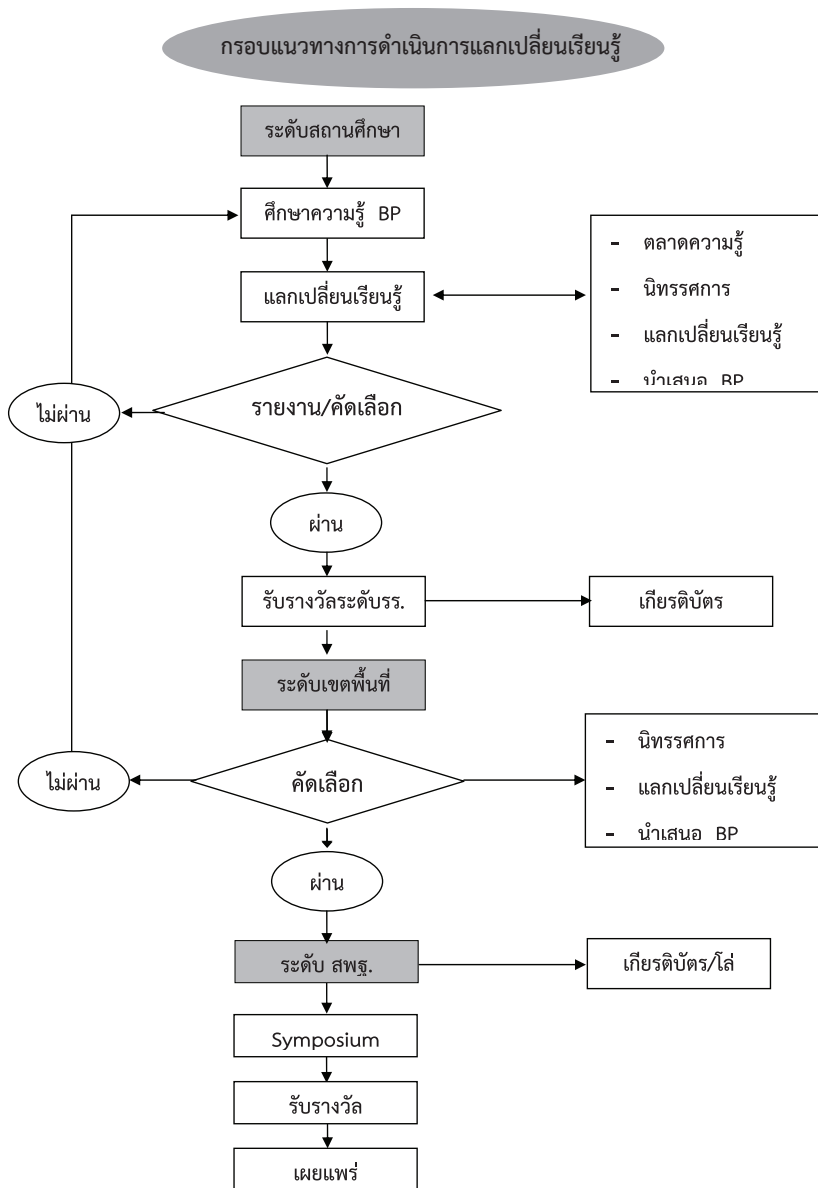 กรอบแนวทางการดำเนินการแลกเปลี่ยนเรียนรู้
ระดับสถานศึกษา
ศึกษาความรู้ BP
แลกเปลี่ยนเรียนรู้
- ตลาดความรู้
- นิทรรศการ
- แลกเปลี่ยนเรียนรู้
- นำเสนอ BP
รายงาน/คัดเลือก
ไม่ผ่าน
ผ่าน
รับรางวัลระดับรร.
เกียรติบัตร
ระดับเขตพื้นที่
คัดเลือก
ไม่ผ่าน
- นิทรรศการ
- แลกเปลี่ยนเรียนรู้
- นำเสนอ BP
ผ่าน
ระดับ สพฐ.
เกียรติบัตร/โล่
Symposium
รับรางวัล
เผยแพร่